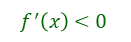 f′(x) < 0